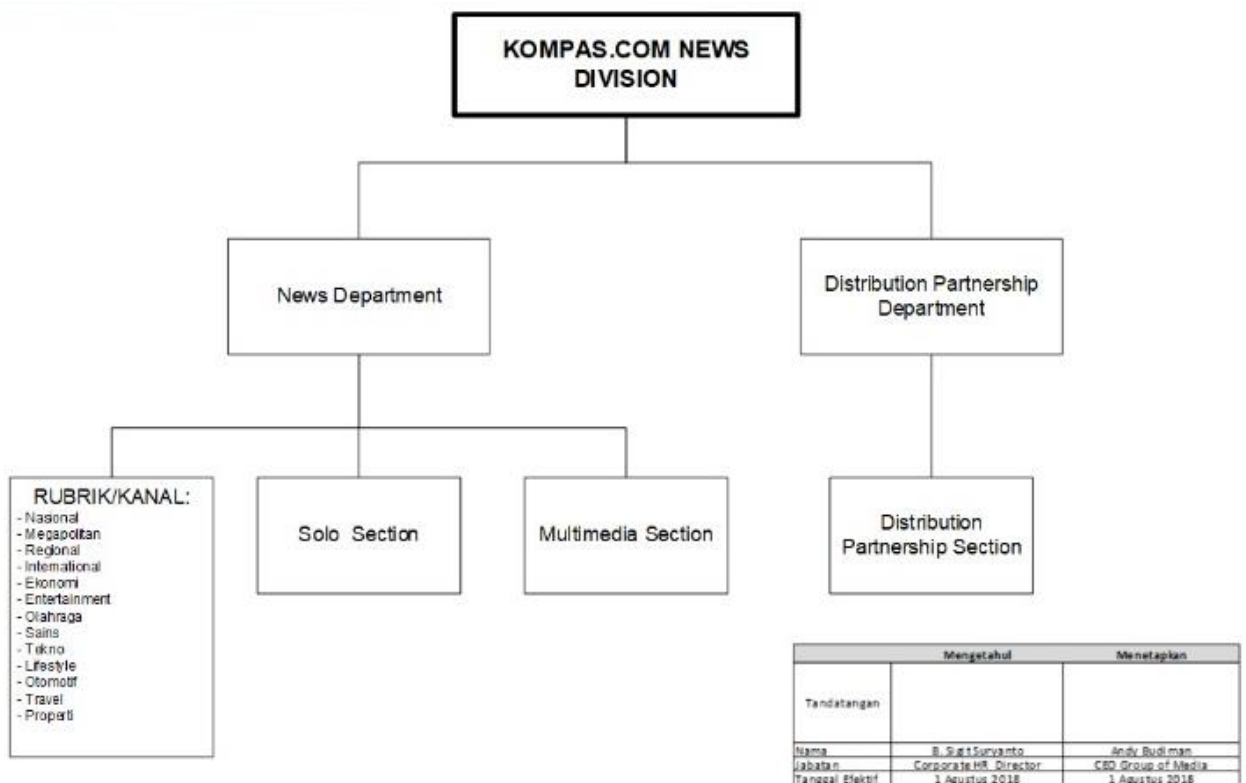 KOMPAS.COM NEWS
DIVISION
News Department
Distribution Partnership
Department
RUBRIK/KANAL:
- Nasional
- Megapolitan
- Regional
- International
- Ekonomi
- Entertainment
- Olahraga
- Sains
- Tekno
- Lifestyle
- Otomotif
- Travel
- Properti
Solo Section
Multimedia Section
Distribution
Partnership Section
Mengetahui Menetapkan
Tandatangan
Nama B. Sigit Suryanto Andy Budiman
Jabatan Corporate HR Director CEO Group of Media
Tanggal Efektif 1 Agustus 2018 1 Agustus 2018